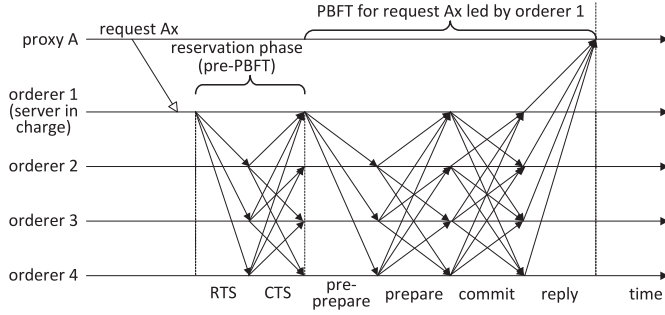 PBFT for request Ax led by orderer 1
request Ax
proxy A
reservation phase
(pre-PBFT)
orderer 1
(server in
charge)
orderer 2
orderer 3
orderer 4
RTS
CTS
pre-
prepare
prepare
commit
reply
time